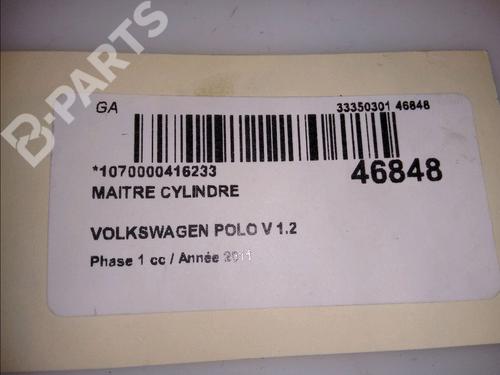 B-PARTS
GA
33350301 46848
*1070000416233
46848
MAITRE CYLINDRE
VOLKSWAGEN POLO V 1.2
Phase 1 cc / Année 2011